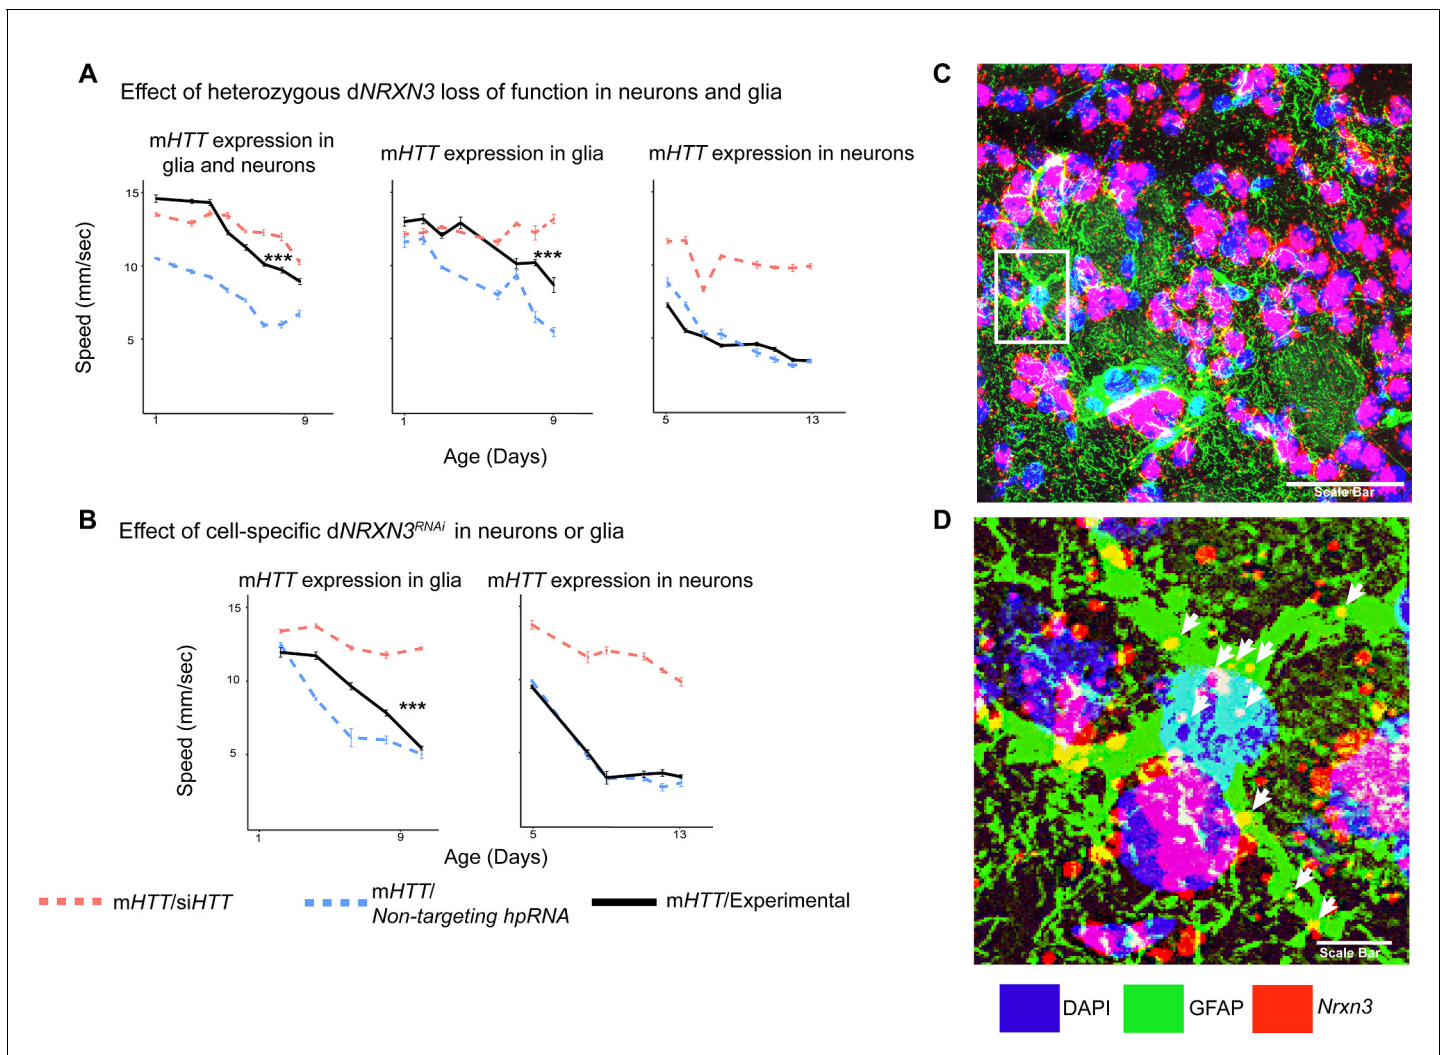 A
Effect of heterozygous dNRXN3 loss of function in neurons and glia
mHTT expression in
glia and neurons
mHTT expression in glia
mHTT expression in neurons
Speed (mm/sec)
15
10
5
***
1
9
***
1
9
5
13
Age (Days)
B
Effect of cell-specific dNRXN3RNAi in neurons or glia
mHTT expression in glia
mHTT expression in neurons
Speed (mm/sec)
15
10
5
***
1
9
5
13
Age (Days)
mHTT/siHTT
mHTT/
Non-targeting hpRNA
mHTT/Experimental
C
Scale Bar
D
Scale Bar
DAPI
GFAP
Nrxn3